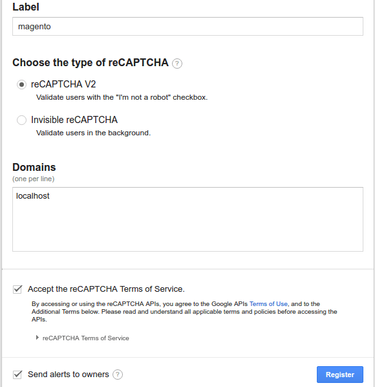 Label
magento
Choose the type of reCAPTCHA ?
reCAPTCHA V2
Validate users with the "I'm not a robot" checkbox.
Invisible reCAPTCHA
Validate users in the background.
Domains
(one per line)
localhost
Accept the reCAPTCHA Terms of Service.
By accessing or using the reCAPTCHA APIs, you agree to the Google APIs Terms of Use, and to the
Additional Terms below. Please read and understand all applicable terms and policies before accessing the
APIs.
reCAPTCHA Terms of Service
Send alerts to owners ?
Register